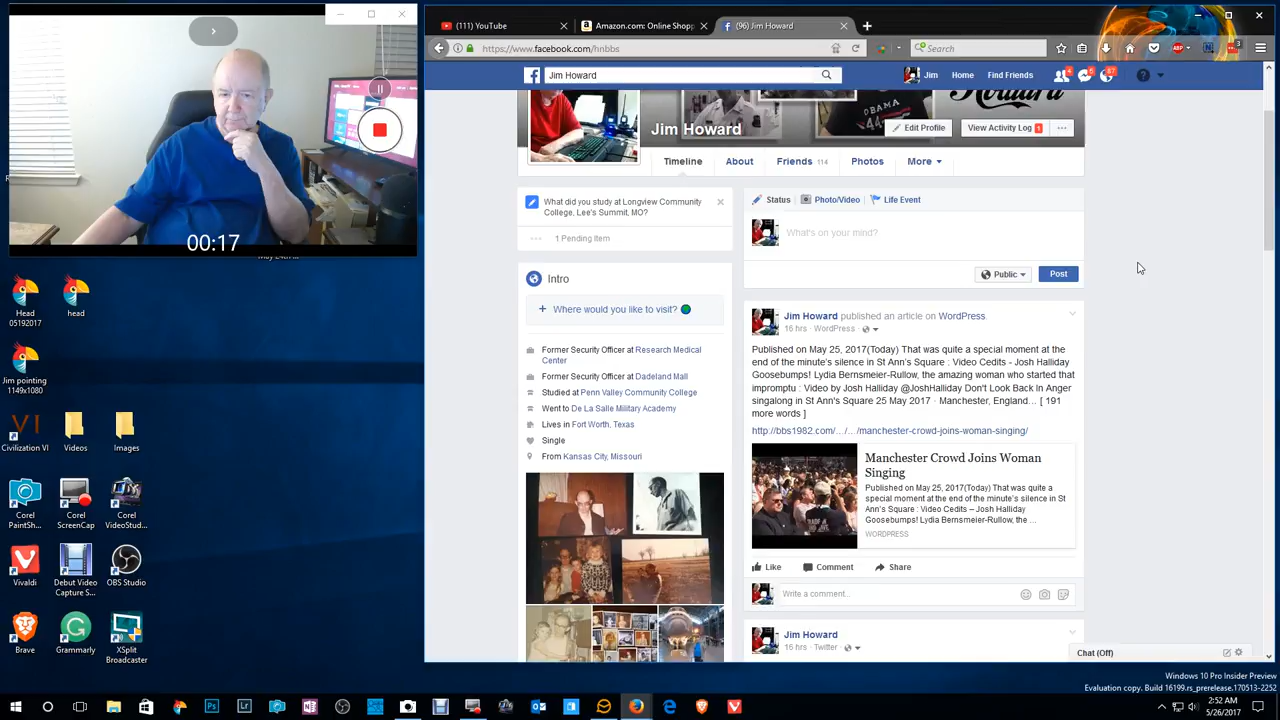 (111) YouTube
Amazon.com: Online Shopp
(96) Jim Howard
https://www.facebook.com/hnbbs
Search
Jim Howard
Jim
Home
Find Friends
4
6
87
3
00:17
OBAMA
44
Howard
Jim Howard
Edit Profile
View Activity Log 1
Timeline
About
Friends 114
Photos
More
What did you study at Longview Community
College, Lee's Summit, MO?
1 Pending Item
Intro
Where would you like to visit?
Former Security Officer at Research Medical
Center
Former Security Officer at Dadeland Mall
Studied at Penn Valley Community College
Went to De La Salle Military Academy
Lives in Fort Worth, Texas
Single
From Kansas City, Missouri
Status
Photo/Video
Life Event
What's on your mind?
Public
Post
Jim Howard published an article on WordPress.
16 hrs · WordPress ·
Published on May 25, 2017(Today) That was quite a special moment at the
end of the minute's silence in St Ann's Square : Video Cedits - Josh Halliday
Goosebumps! Lydia Bernsmeier-Rullow, the amazing woman who started that
impromptu : Video by Josh Halliday @JoshHalliday Don't Look Back In Anger
singalong in St Ann's Square 25 May 2017 · Manchester, England… [ 191
more words ]
http://bbs1982.com/…/…/manchester-crowd-joins-woman-singing/
Manchester Crowd Joins Woman
Singing
Published on May 25, 2017(Today) That was quite a
special moment at the end of the minute's silence in St
Ann's Square : Video Cedits – Josh Halliday
Goosebumps! Lydia Bernsmeier-Rullow, the ...
WORDPRESS
Like
Comment
Share
Write a comment...
Jim Howard
16 hrs · Twitter ·
Chat (Off)
Head
05192017
head
Jim pointing
1149x1080
Civilization VI
Videos
Images
Corel
PaintSh...
Corel
ScreenCap
Corel
VideoStud...
Vivaldi
Debut Video
Capture S...
OBS Studio
Brave
Grammarly
XSplit
Broadcaster
Windows 10 Pro Insider Preview
Evaluation copy. Build 16199.rs_prerelease.170513-2252
2:52 AM
5/26/2017